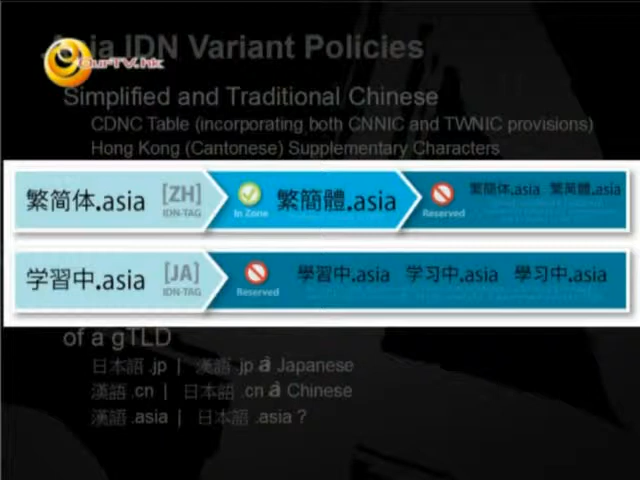 Asia IDN Variant Policies
OurTV.hk
Simplified and Traditional Chinese
CDNC Table (incorporating both CNNIC and TWNIC provisions)
Hong Kong (Cantonese) Supplementary Characters
繁简体.asia [ZH] IDN-TAG In Zone 繁簡體.asia Reserved 繁簡体.asia 繁简體.asia
学習中.asia [JA] IDN-TAG Reserved 學習中.asia 学习中.asia 學习中.asia
of a gTLD
日本語.jp | 漢語.jp à Japanese
漢語.cn | 日本語.cn à Chinese
漢語.asia | 日本語.asia ?